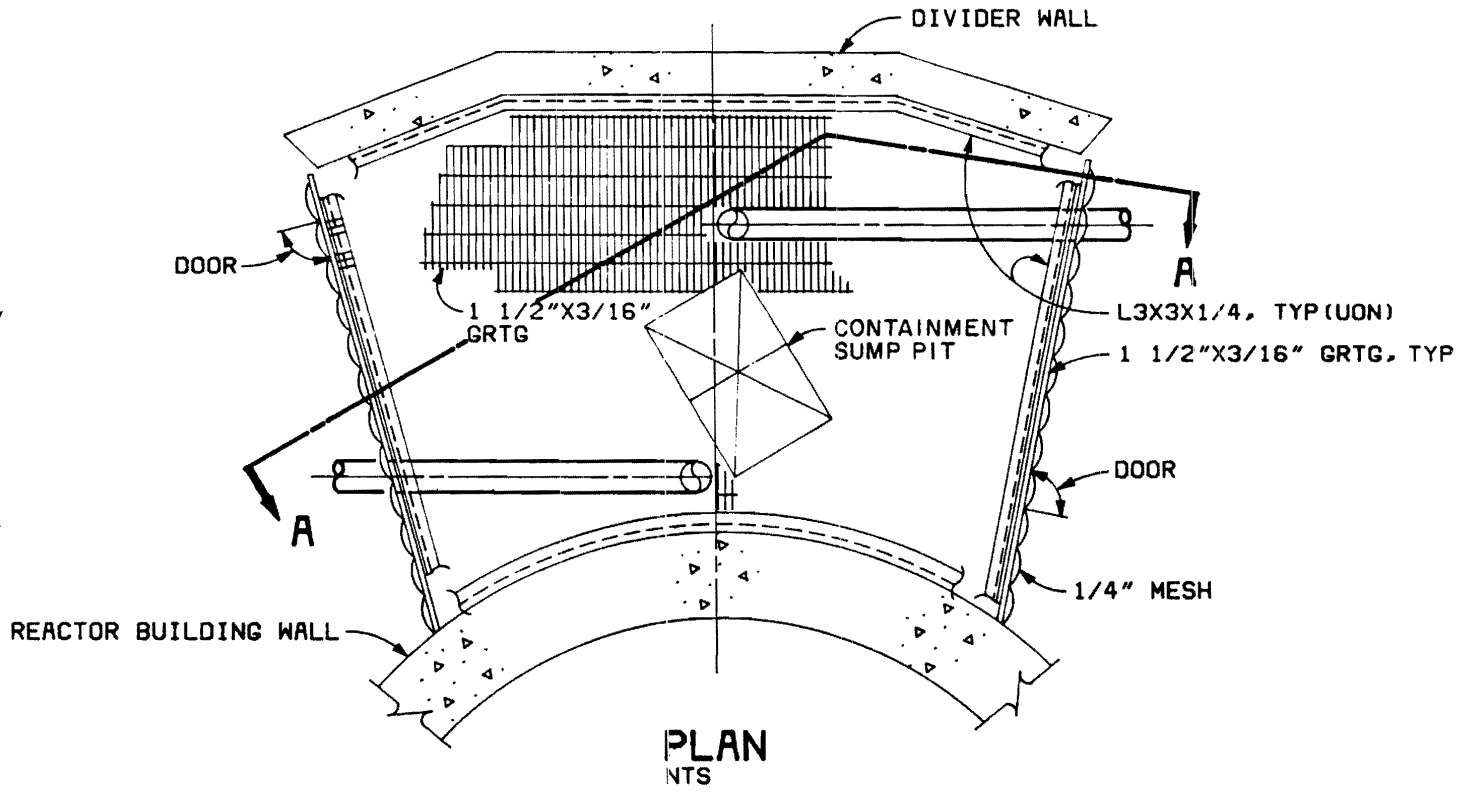 DIVIDER WALL
DOOR
1 1/2"X3/16"
GRTG
CONTAINMENT
SUMP PIT
A
L3X3X1/4, TYP(UON)
1 1/2"X3/16" GRTG, TYP
DOOR
A
1/4" MESH
REACTOR BUILDING WALL
PLAN
NTS